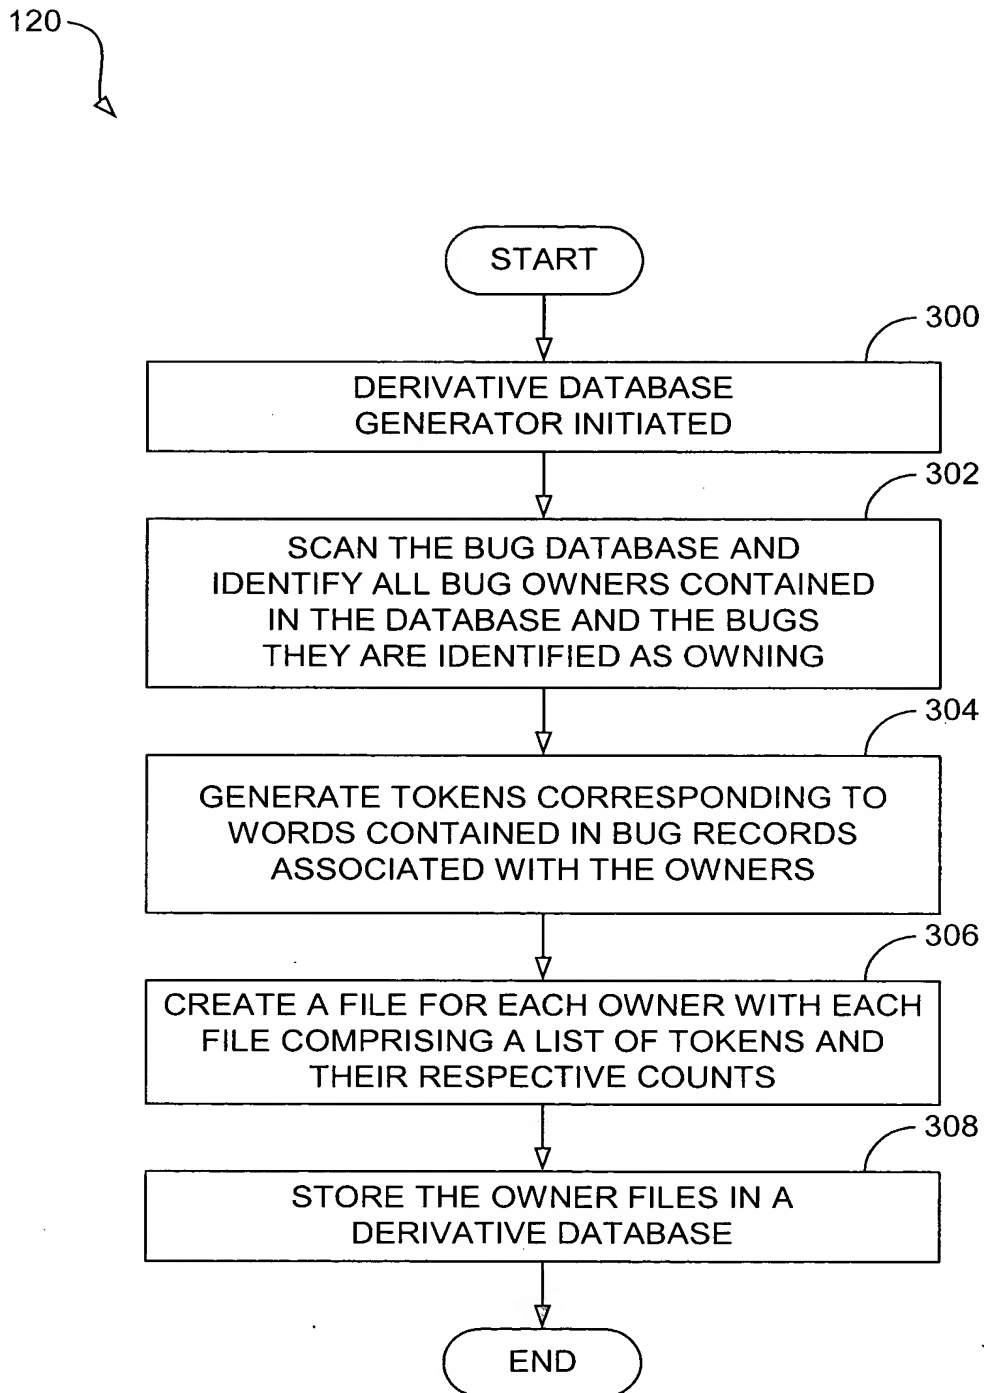 120
START
300
DERIVATIVE DATABASE
GENERATOR INITIATED
302
SCAN THE BUG DATABASE AND
IDENTIFY ALL BUG OWNERS CONTAINED
IN THE DATABASE AND THE BUGS
THEY ARE IDENTIFIED AS OWNING
304
GENERATE TOKENS CORRESPONDING TO
WORDS CONTAINED IN BUG RECORDS
ASSOCIATED WITH THE OWNERS
306
CREATE A FILE FOR EACH OWNER WITH EACH
FILE COMPRISING A LIST OF TOKENS AND
THEIR RESPECTIVE COUNTS
308
STORE THE OWNER FILES IN A
DERIVATIVE DATABASE
END